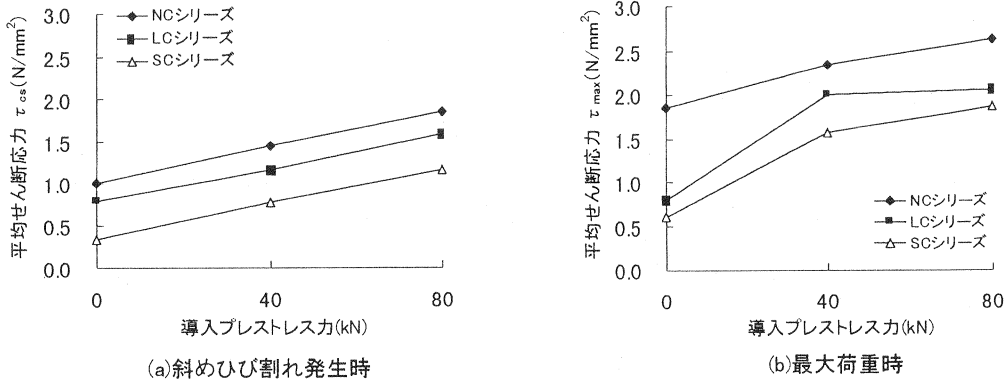 平均せん断応力 τcs(N/mm²)
3.0
2.5
2.0
1.5
1.0
0.5
0.0
NCシリーズ
LCシリーズ
SCシリーズ
0 40 80
導入プレストレス力(kN)
(a)斜めひび割れ発生時
平均せん断応力 τmax(N/mm²)
3.0
2.5
2.0
1.5
1.0
0.5
0.0
NCシリーズ
LCシリーズ
SCシリーズ
0 40 80
導入プレストレス力(kN)
(b)最大荷重時